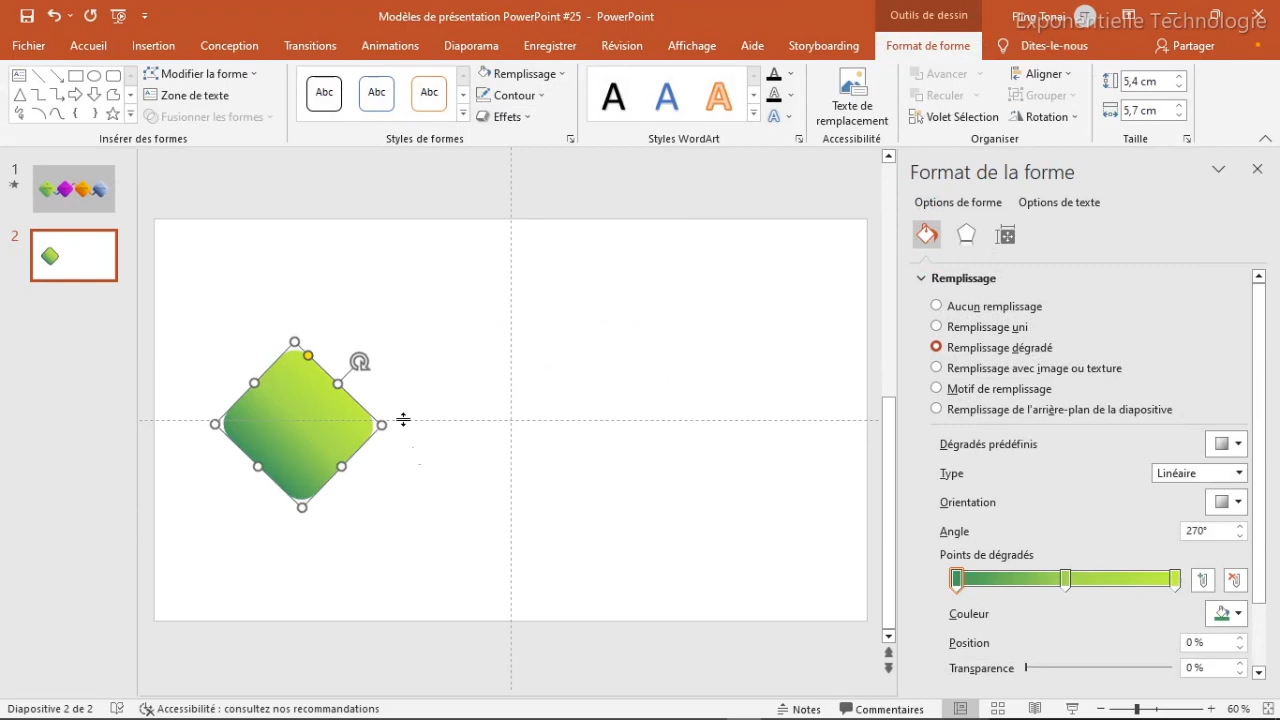 Modèles de présentation PowerPoint #25 - PowerPoint
Outils de dessin
Exponentielle Technologie
Fichier Accueil Insertion Conception Transitions Animations Diaporama Enregistrer Révision Affichage Aide Storyboarding Format de forme Dites-le-nous Partager
Modifier la forme
Zone de texte
Fusionner les formes
Insérer des formes
Abc Abc Abc
Remplissage
Contour
Effets
Styles de formes
A A A
A
A
A
Styles WordArt
Texte de
remplacement
Accessibilité
Avancer
Reculer
Volet Sélection
Aligner
Grouper
Rotation
Organiser
5,4 cm
5,7 cm
Taille
1
2
Format de la forme
Options de forme Options de texte
Remplissage
Aucun remplissage
Remplissage uni
Remplissage dégradé
Remplissage avec image ou texture
Motif de remplissage
Remplissage de l'arrière-plan de la diapositive
Dégradés prédéfinis
Type Linéaire
Orientation
Angle 270°
Points de dégradés
Couleur
Position 0 %
Transparence 0 %
Diapositive 2 de 2 Accessibilité : consultez nos recommandations Notes Commentaires 60 %